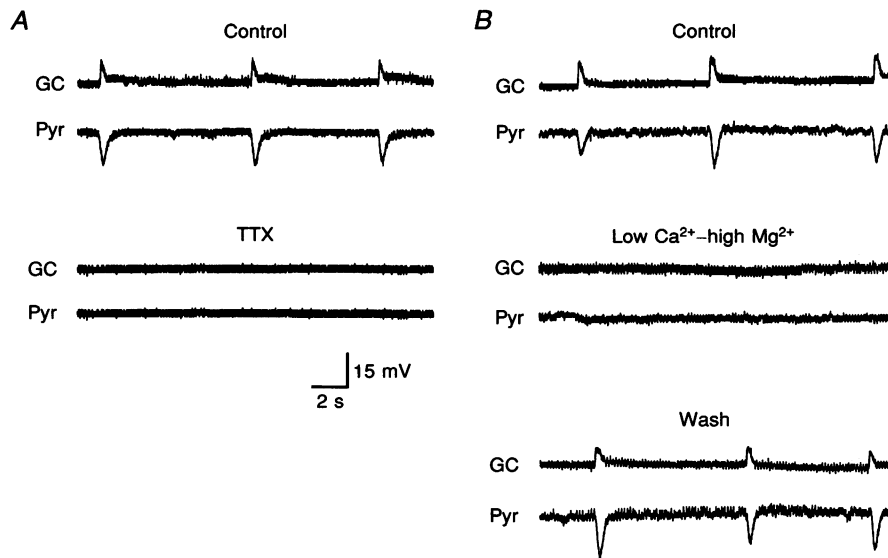 A
Control
GC
Pyr
TTX
GC
Pyr
15 mV
2 s
B
Control
GC
Pyr
Low Ca²⁺–high Mg²⁺
GC
Pyr
Wash
GC
Pyr